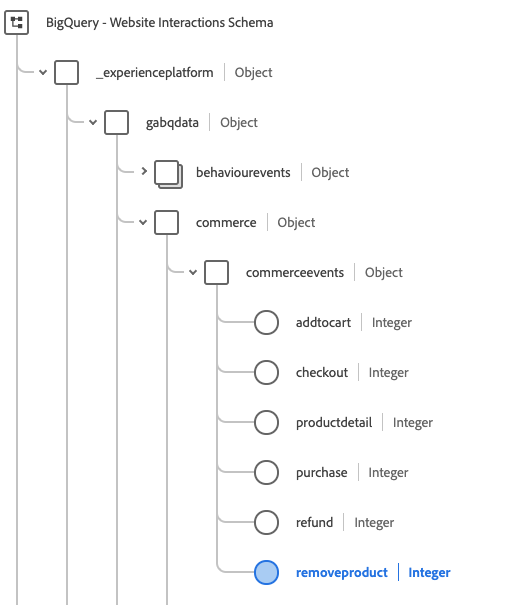 BigQuery - Website Interactions Schema
_experienceplatform Object
gabqdata Object
behaviourevents Object
commerce Object
commerceevents Object
addtocart Integer
checkout Integer
productdetail Integer
purchase Integer
refund Integer
removeproduct Integer